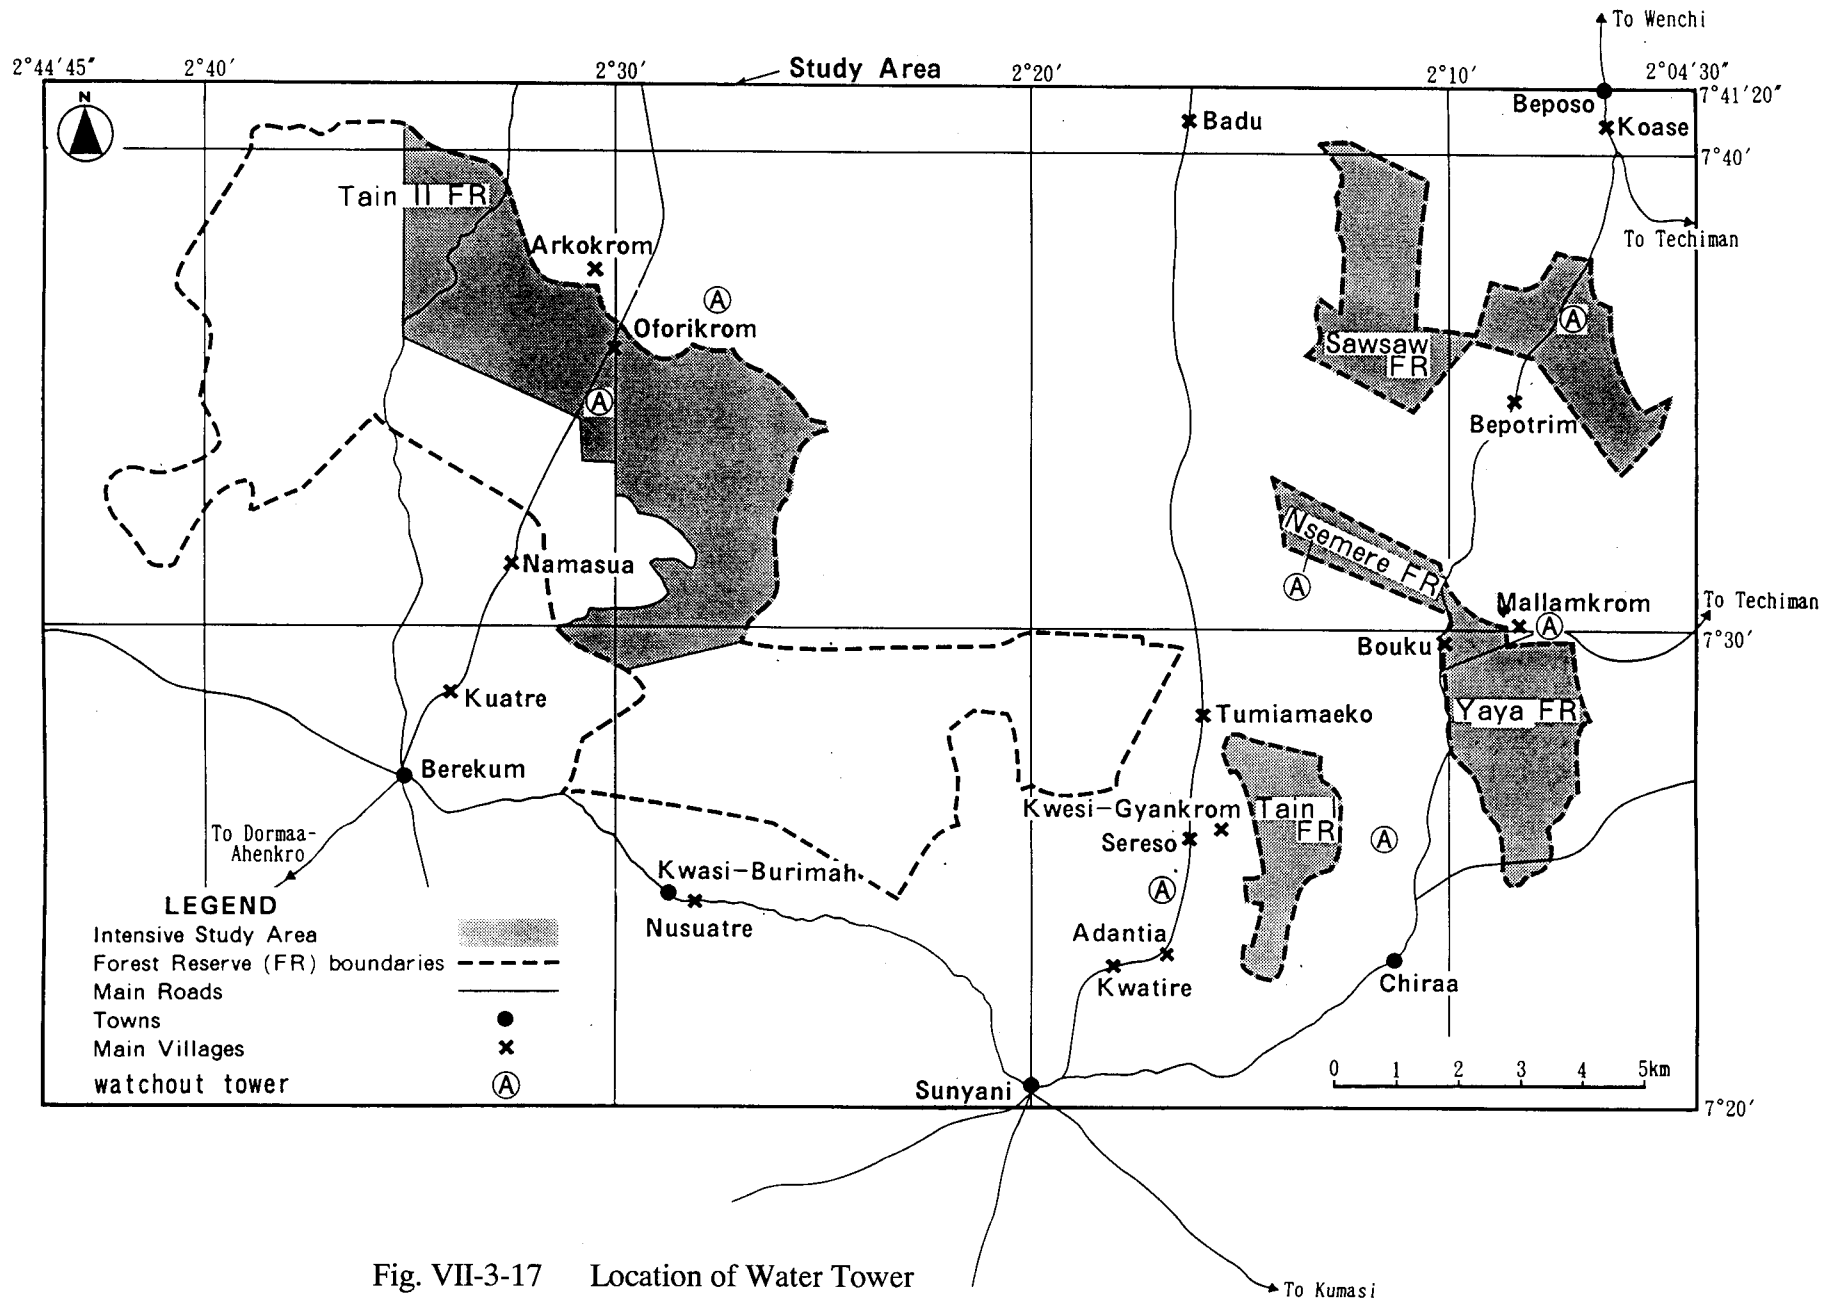 To Wenchi
2°44'45"
2°40'
2°30'
Study Area
2°20'
2°10'
2°04'30"
7°41'20"
N
Beposo
Koase
Badu
7°40'
Tain II FR
To Techiman
Arkokrom
A
Oforikrom
A
Sawsaw
FR
A
Bepotrim
Nsemere FR
Namasua
A
Mallamkrom
A
To Techiman
7°30'
Bouku
Kuatre
Tumiamaeko
Yaya FR
Berekum
Kwesi-Gyankrom
Tain I
FR
Sereso
A
To Dormaa-
Ahenkro
Kwasi-Burimah
A
Nusuatre
Adantia
Kwatire
Chiraa
LEGEND
Intensive Study Area
Forest Reserve (FR) boundaries
Main Roads
Towns
Main Villages
watchout tower A
0 1 2 3 4 5km
Sunyani
7°20'
Fig. VII-3-17 Location of Water Tower
To Kumasi